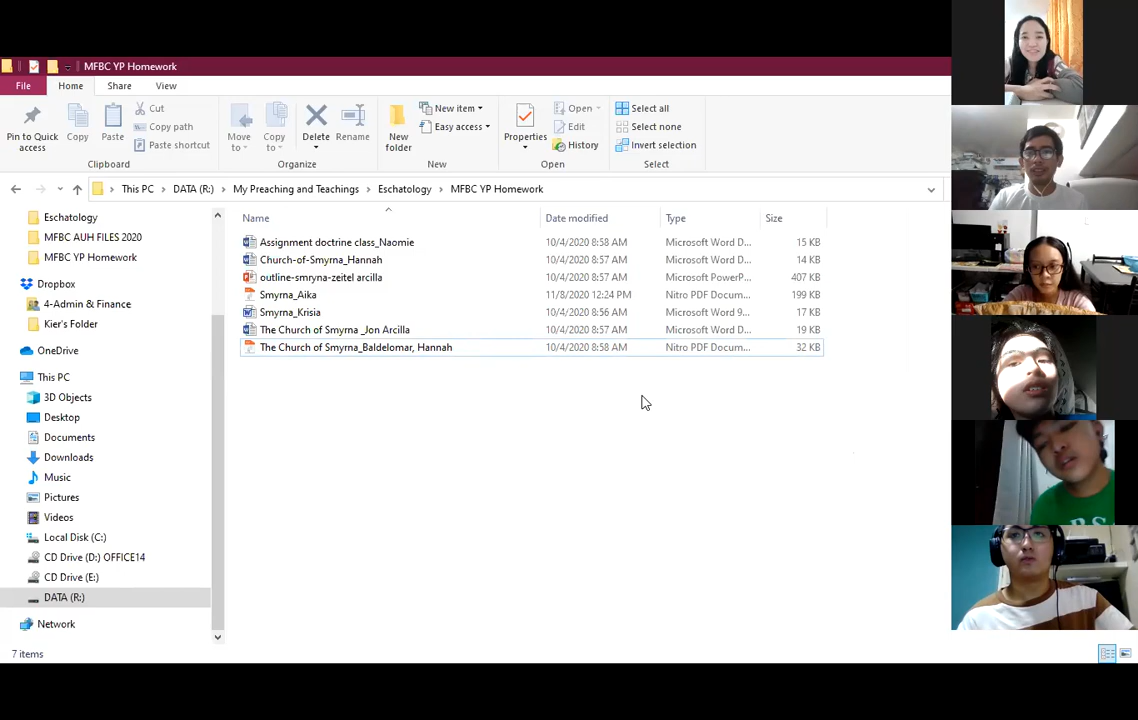 MFBC YP Homework
File Home Share View
Pin to Quick access
Copy
Paste
Cut
Copy path
Paste shortcut
Clipboard
Move to
Copy to
Delete
Rename
Organize
New folder
New item
Easy access
New
Properties
Open
Edit
History
Open
Select all
Select none
Invert selection
Select
This PC > DATA (R:) > My Preaching and Teachings > Eschatology > MFBC YP Homework
Eschatology
MFBC AUH FILES 2020
MFBC YP Homework
Dropbox
4-Admin & Finance
Kier's Folder
OneDrive
This PC
3D Objects
Desktop
Documents
Downloads
Music
Pictures
Videos
Local Disk (C:)
CD Drive (D:) OFFICE14
CD Drive (E:)
DATA (R:)
Network
Name Date modified Type Size
Assignment doctrine class_Naomie 10/4/2020 8:58 AM Microsoft Word D... 15 KB
Church-of-Smyrna_Hannah 10/4/2020 8:57 AM Microsoft Word D... 14 KB
outline-smryna-zeitel arcilla 10/4/2020 8:57 AM Microsoft PowerP... 407 KB
Smyrna_Aika 11/8/2020 12:24 PM Nitro PDF Docum... 199 KB
Smyrna_Krisia 10/4/2020 8:56 AM Microsoft Word 9... 17 KB
The Church of Smyrna _Jon Arcilla 10/4/2020 8:57 AM Microsoft Word D... 19 KB
The Church of Smyrna_Baldelomar, Hannah 10/4/2020 8:58 AM Nitro PDF Docum... 32 KB
7 items